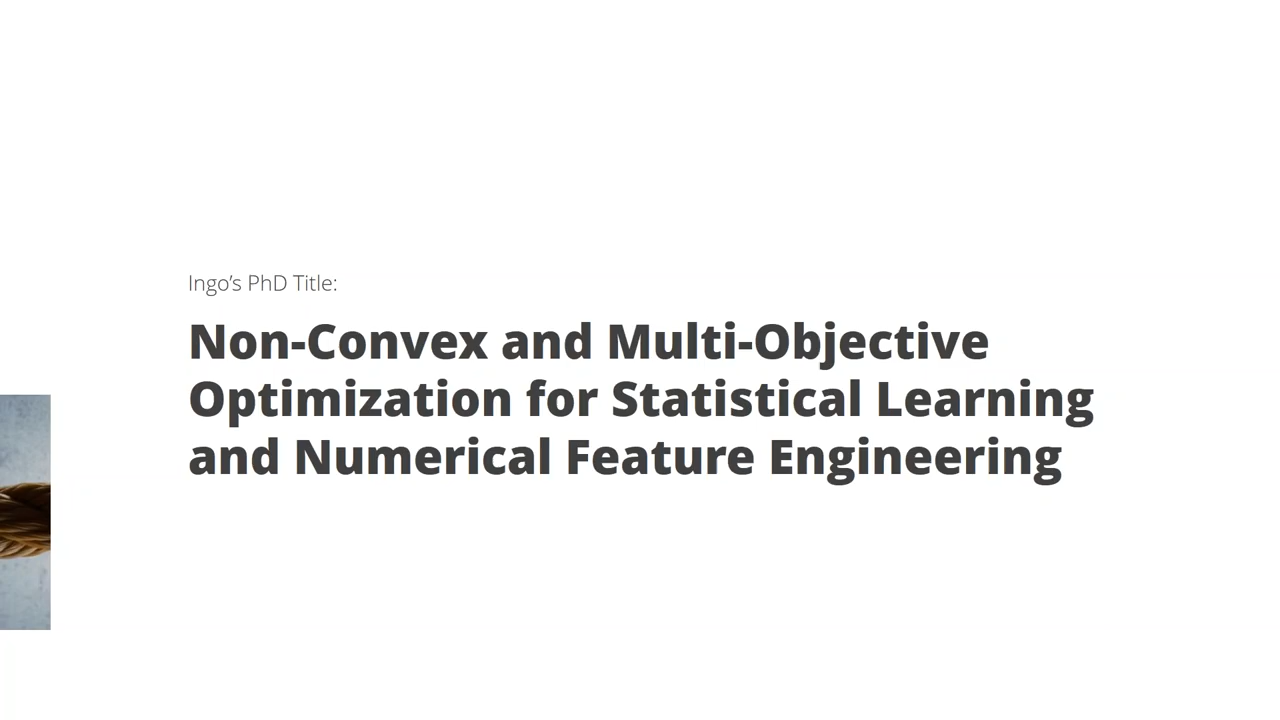 Ingo’s PhD Title:
Non-Convex and Multi-Objective
Optimization for Statistical Learning
and Numerical Feature Engineering